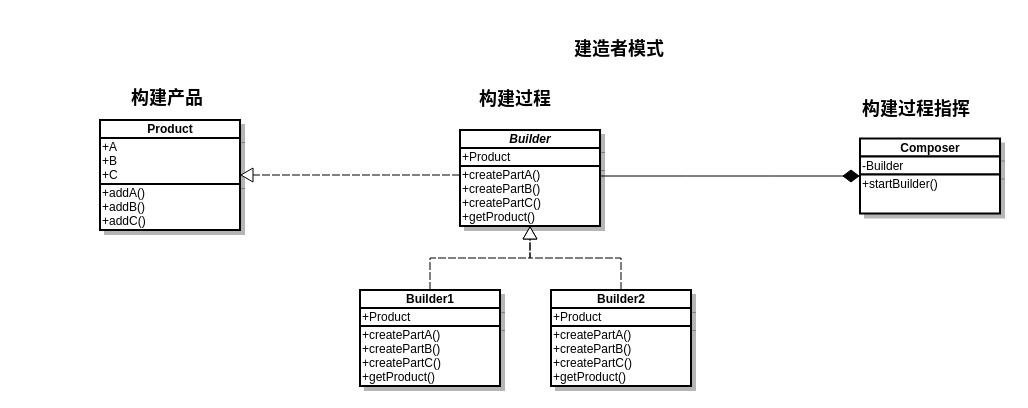 建造者模式
构建产品
Product
+A
+B
+C
+addA()
+addB()
+addC()
构建过程
Builder
+Product
+createPartA()
+createPartB()
+createPartC()
+getProduct()
构建过程指挥
Composer
-Builder
+startBuilder()
Builder1
+Product
+createPartA()
+createPartB()
+createPartC()
+getProduct()
Builder2
+Product
+createPartA()
+createPartB()
+createPartC()
+getProduct()